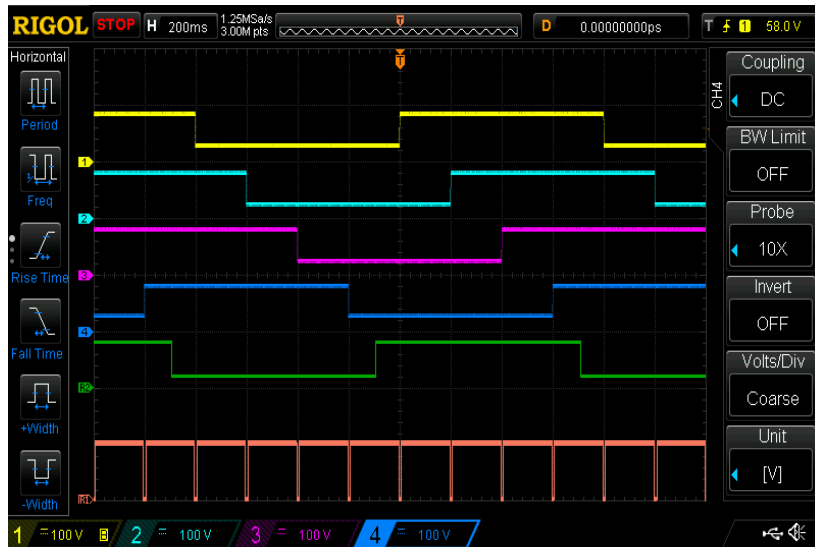 RIGOL STOP H 200ms 1.25MSa/s 3.00M pts T D 0.00000000ps T 1 58.0 V
Horizontal
Period
Freq
Rise Time
Fall Time
+Width
-Width
T
1
2
3
4
R2
R1
CH4
Coupling
DC
BW Limit
OFF
Probe
10X
Invert
OFF
Volts/Div
Coarse
Unit
[V]
1 = 100 V B 2 = 100 V 3 = 100 V 4 = 100 V